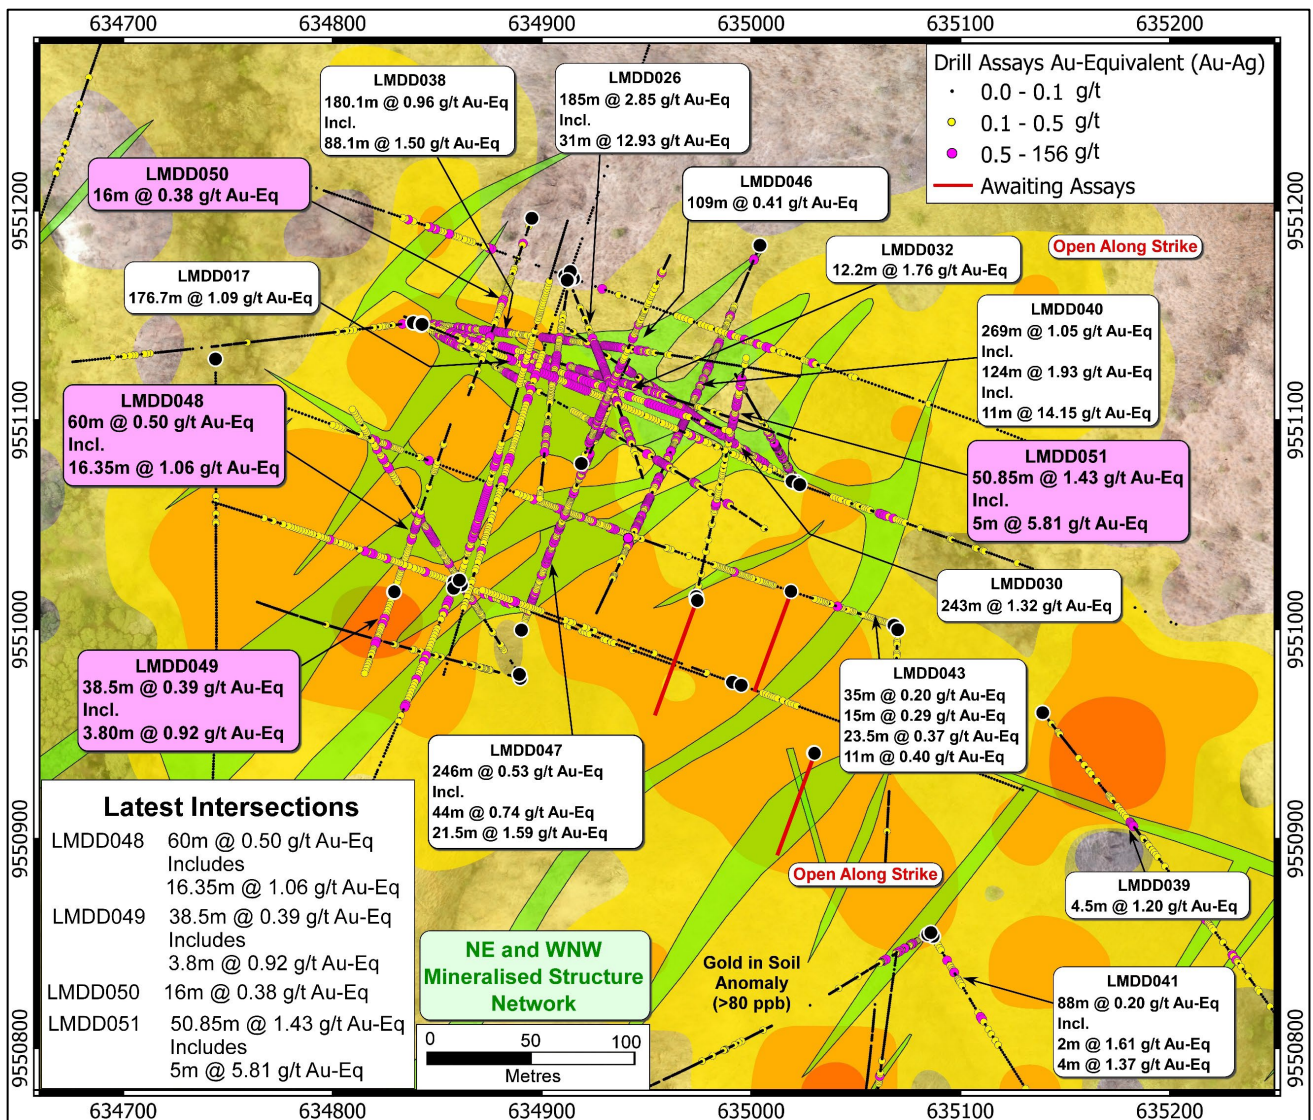 634700 634800 634900 635000 635100 635200
Drill Assays Au-Equivalent (Au-Ag)
0.0 - 0.1 g/t
0.1 - 0.5 g/t
0.5 - 156 g/t
Awaiting Assays
LMDD038
180.1m @ 0.96 g/t Au-Eq
Incl.
88.1m @ 1.50 g/t Au-Eq
LMDD026
185m @ 2.85 g/t Au-Eq
Incl.
31m @ 12.93 g/t Au-Eq
LMDD050
16m @ 0.38 g/t Au-Eq
LMDD046
109m @ 0.41 g/t Au-Eq
9551200
9551200
LMDD032
12.2m @ 1.76 g/t Au-Eq
Open Along Strike
LMDD017
176.7m @ 1.09 g/t Au-Eq
LMDD040
269m @ 1.05 g/t Au-Eq
Incl.
124m @ 1.93 g/t Au-Eq
Incl.
11m @ 14.15 g/t Au-Eq
9551100
9551100
LMDD048
60m @ 0.50 g/t Au-Eq
Incl.
16.35m @ 1.06 g/t Au-Eq
LMDD051
50.85m @ 1.43 g/t Au-Eq
Incl.
5m @ 5.81 g/t Au-Eq
LMDD030
243m @ 1.32 g/t Au-Eq
9551000
9551000
LMDD049
38.5m @ 0.39 g/t Au-Eq
Incl.
3.80m @ 0.92 g/t Au-Eq
LMDD043
35m @ 0.20 g/t Au-Eq
15m @ 0.29 g/t Au-Eq
23.5m @ 0.37 g/t Au-Eq
11m @ 0.40 g/t Au-Eq
LMDD047
246m @ 0.53 g/t Au-Eq
Incl.
44m @ 0.74 g/t Au-Eq
21.5m @ 1.59 g/t Au-Eq
9550900
9550900
Open Along Strike
LMDD039
4.5m @ 1.20 g/t Au-Eq
Latest Intersections
LMDD048 60m @ 0.50 g/t Au-Eq
Includes
16.35m @ 1.06 g/t Au-Eq
LMDD049 38.5m @ 0.39 g/t Au-Eq
Includes
3.8m @ 0.92 g/t Au-Eq
LMDD050 16m @ 0.38 g/t Au-Eq
LMDD051 50.85m @ 1.43 g/t Au-Eq
Includes
5m @ 5.81 g/t Au-Eq
NE and WNW
Mineralised Structure
Network
0 50 100
Metres
Gold in Soil
Anomaly
(>80 ppb)
LMDD041
88m @ 0.20 g/t Au-Eq
Incl.
2m @ 1.61 g/t Au-Eq
4m @ 1.37 g/t Au-Eq
9550800
9550800
634700 634800 634900 635000 635100 635200